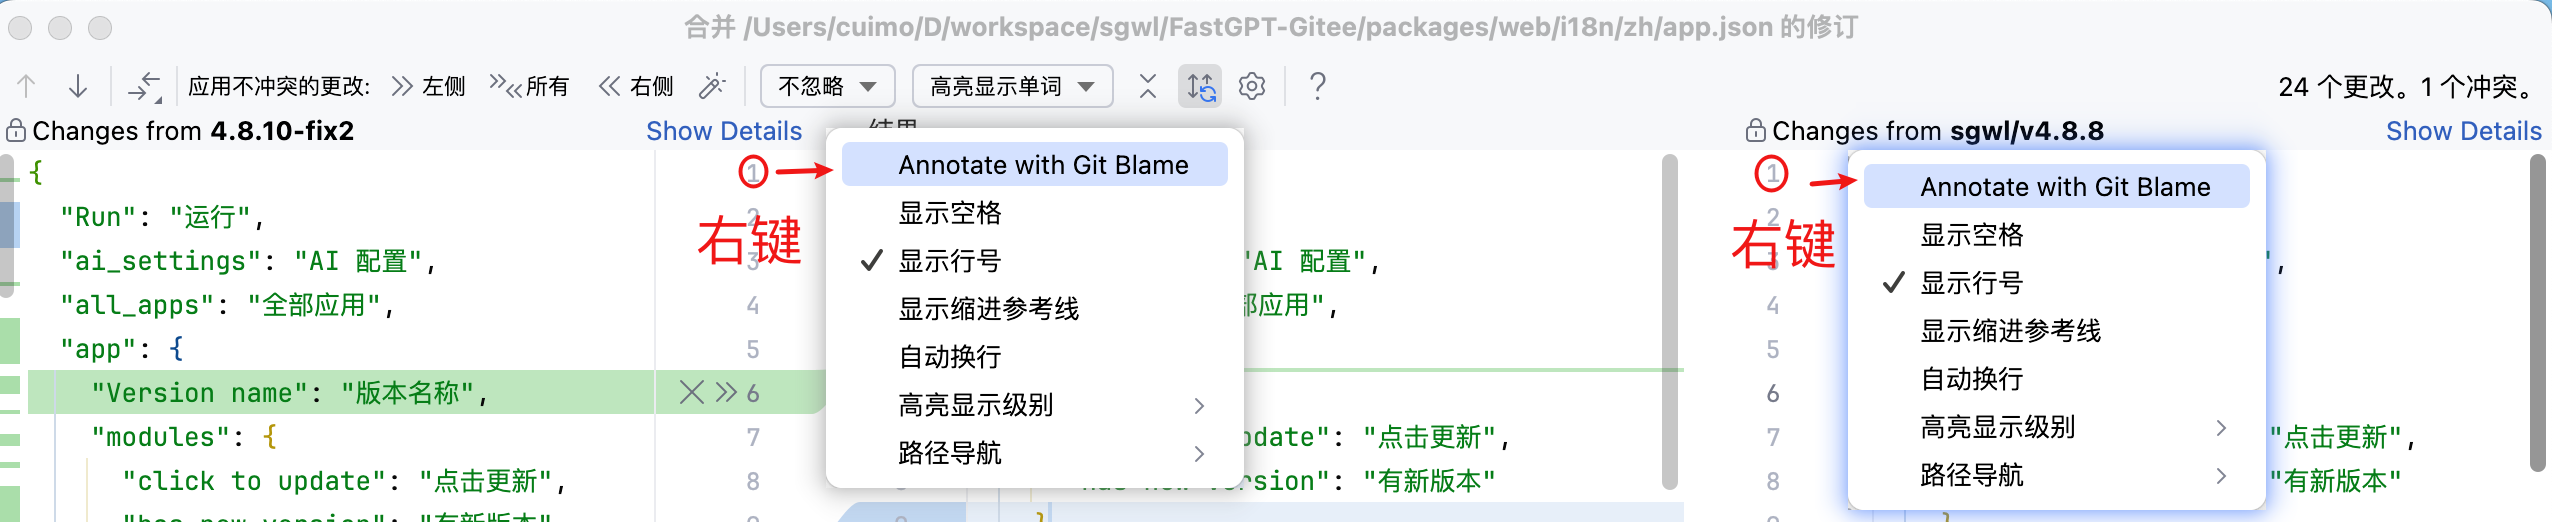 合并 /Users/cuimo/D/workspace/sgwl/FastGPT-Gitee/packages/web/i18n/zh/app.json 的修订
应用不冲突的更改: 左侧 所有 右侧 不忽略 高亮显示单词 ? 24 个更改。1 个冲突。
Changes from 4.8.10-fix2 Show Details 结果 Changes from sgwl/v4.8.8 Show Details
{
"Run": "运行",
"ai_settings": "AI 配置",
"all_apps": "全部应用",
"app": {
"Version name": "版本名称",
"modules": {
"click to update": "点击更新",
"has new version": "有新版本"
1
2
3
4
5
6
7
8
9
右键
Annotate with Git Blame
显示空格
显示行号
显示缩进参考线
自动换行
高亮显示级别
路径导航
"AI 配置",
部应用",
pdate": "点击更新",
"有新版本"
}
1
2
3
4
5
6
7
8
右键
Annotate with Git Blame
显示空格
显示行号
显示缩进参考线
自动换行
高亮显示级别
路径导航
",
"点击更新",
"有新版本"
}